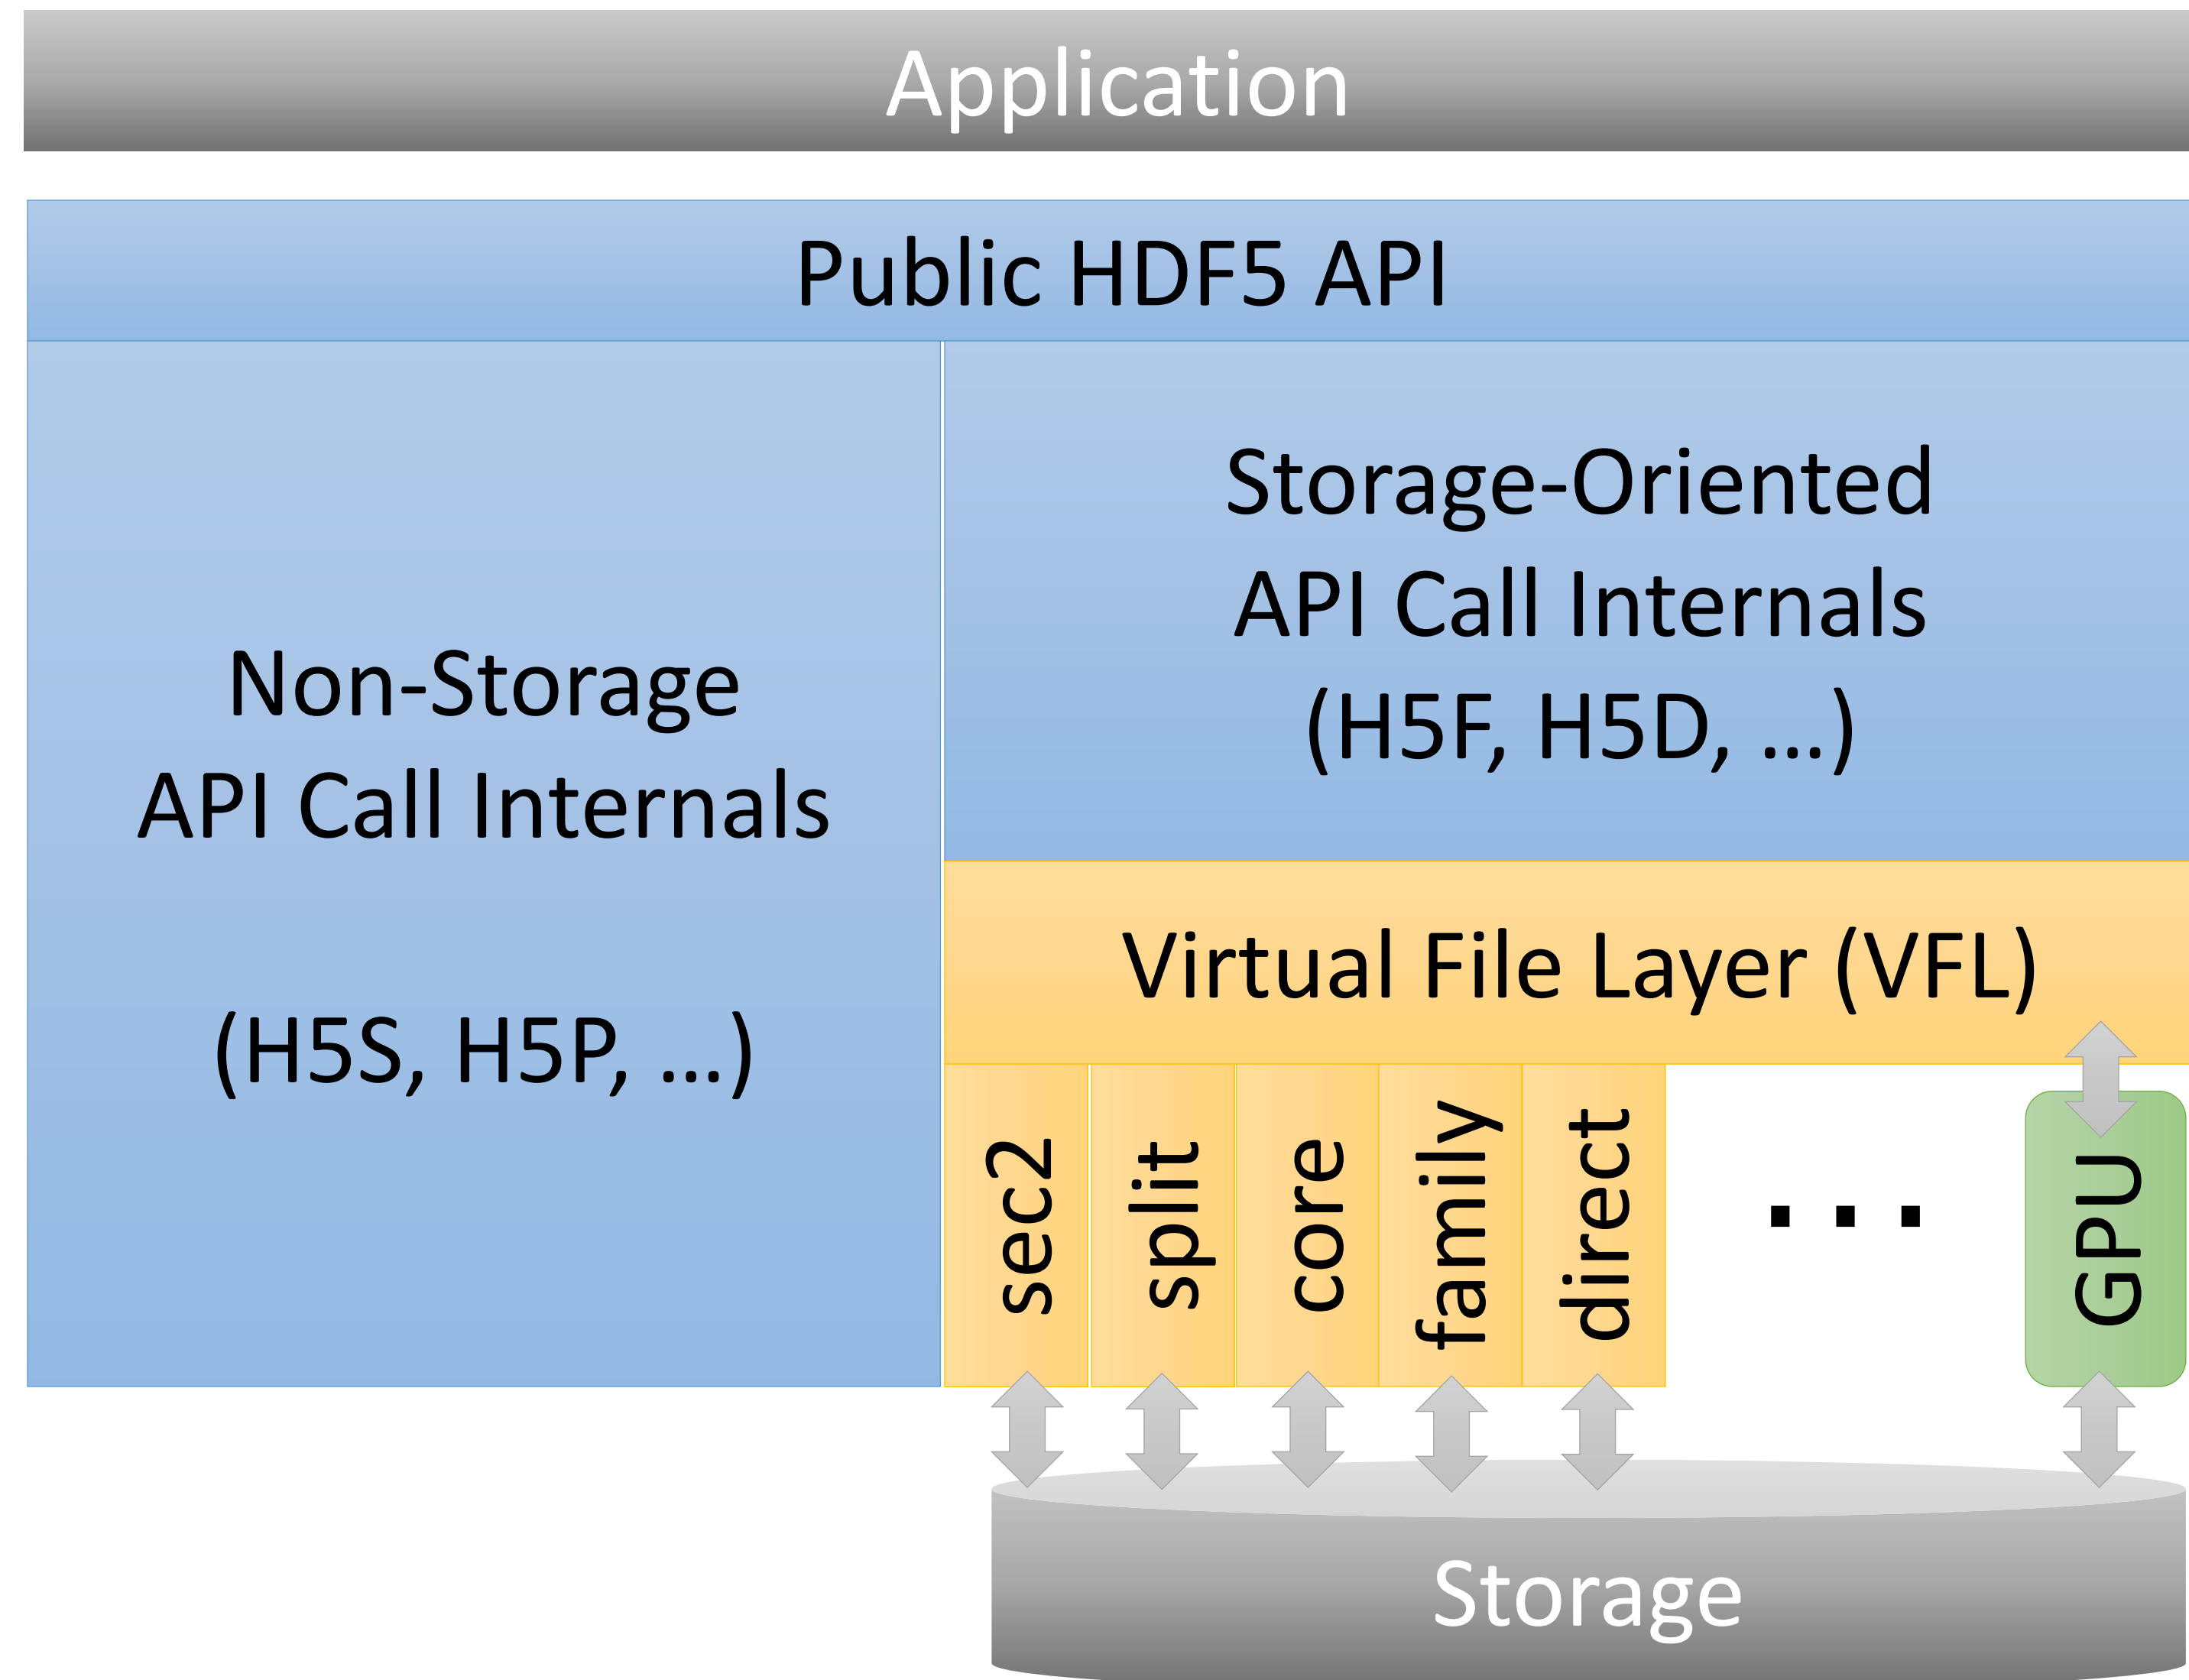 Application
Public HDF5 API
Non-Storage
API Call Internals
(H5S, H5P, …)
Storage-Oriented
API Call Internals
(H5F, H5D, …)
Virtual File Layer (VFL)
sec2
split
core
family
direct
...
GPU
Storage